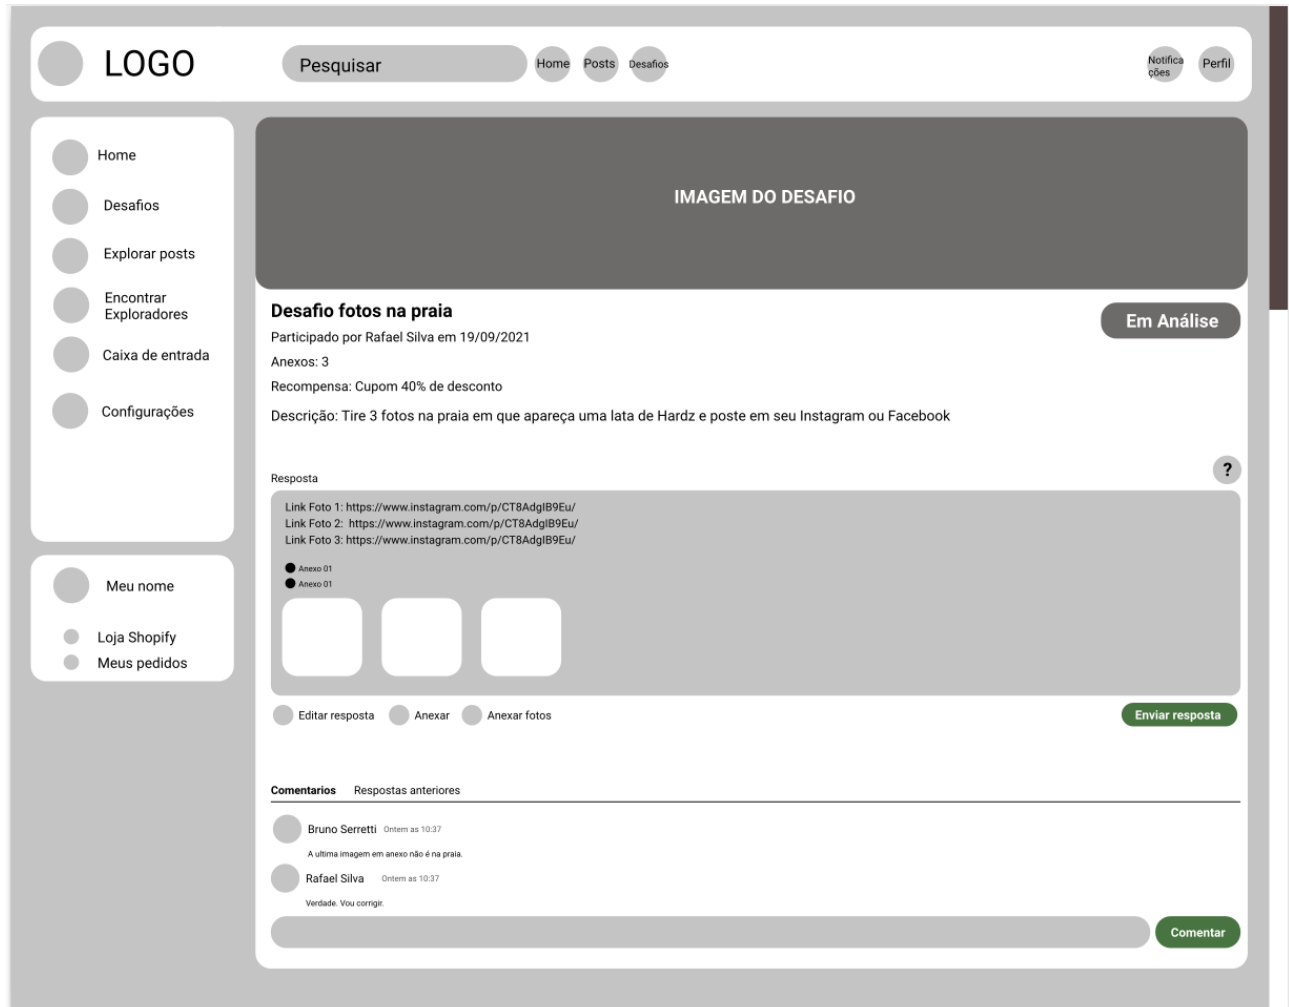 LOGO
Pesquisar
Home
Posts
Desafios
Notifica
ções
Perfil
Home
Desafios
Explorar posts
Encontrar
Exploradores
Caixa de entrada
Configurações
Meu nome
Loja Shopify
Meus pedidos
IMAGEM DO DESAFIO
Desafio fotos na praia
Em Análise
Participado por Rafael Silva em 19/09/2021
Anexos: 3
Recompensa: Cupom 40% de desconto
Descrição: Tire 3 fotos na praia em que apareça uma lata de Hardz e poste em seu Instagram ou Facebook
?
Resposta
Link Foto 1: https://www.instagram.com/p/CT8AdgIB9Eu/
Link Foto 2: https://www.instagram.com/p/CT8AdgIB9Eu/
Link Foto 3: https://www.instagram.com/p/CT8AdgIB9Eu/
Anexo 01
Anexo 01
Editar resposta
Anexar
Anexar fotos
Enviar resposta
Comentarios
Respostas anteriores
Bruno Serretti Ontem as 10:37
A ultima imagem em anexo não é na praia.
Rafael Silva Ontem as 10:37
Verdade. Vou corrigir.
Comentar